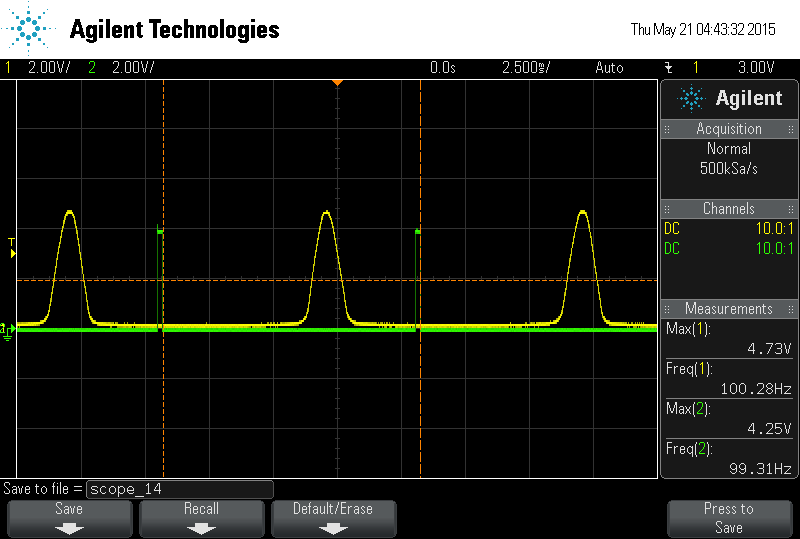 Agilent Technologies
Thu May 21 04:43:32 2015
1 2.00V/ 2 2.00V/ 0.0s 2.500ms/ Auto 1 3.00V
Agilent
Acquisition
Normal
500kSa/s
Channels
DC 10.0:1
DC 10.0:1
Measurements
Max(1):
4.73V
Freq(1):
100.28Hz
Max(2):
4.25V
Freq(2):
99.31Hz
T
2
Save to file = scope_14
Save
Recall
Default/Erase
Press to
Save